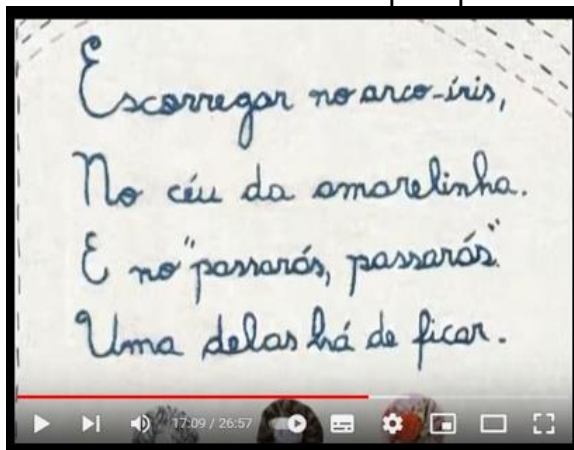 Escorregar no arco-íris,
No céu da amarelinha.
E no "passarás, passarás"
Uma delas há de ficar.
17:09 / 26:57